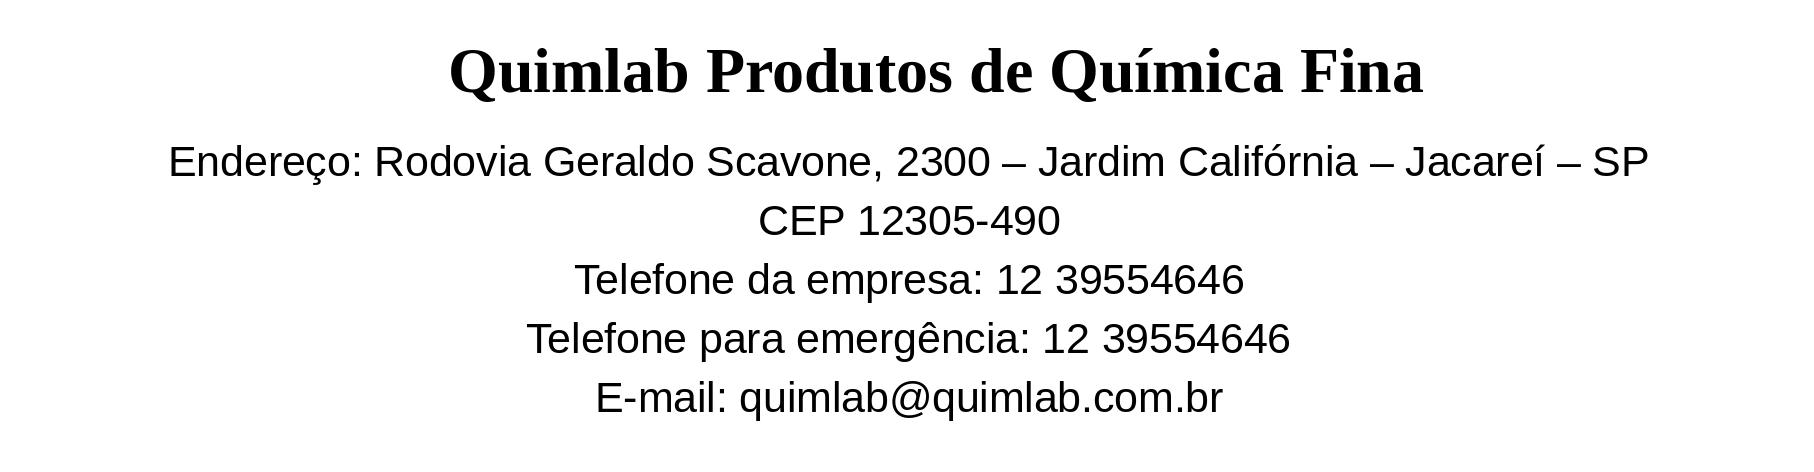 Quimlab Produtos de Química Fina
Endereço: Rodovia Geraldo Scavone, 2300 – Jardim Califórnia – Jacareí – SP
CEP 12305-490
Telefone da empresa: 12 39554646
Telefone para emergência: 12 39554646
E-mail: quimlab@quimlab.com.br